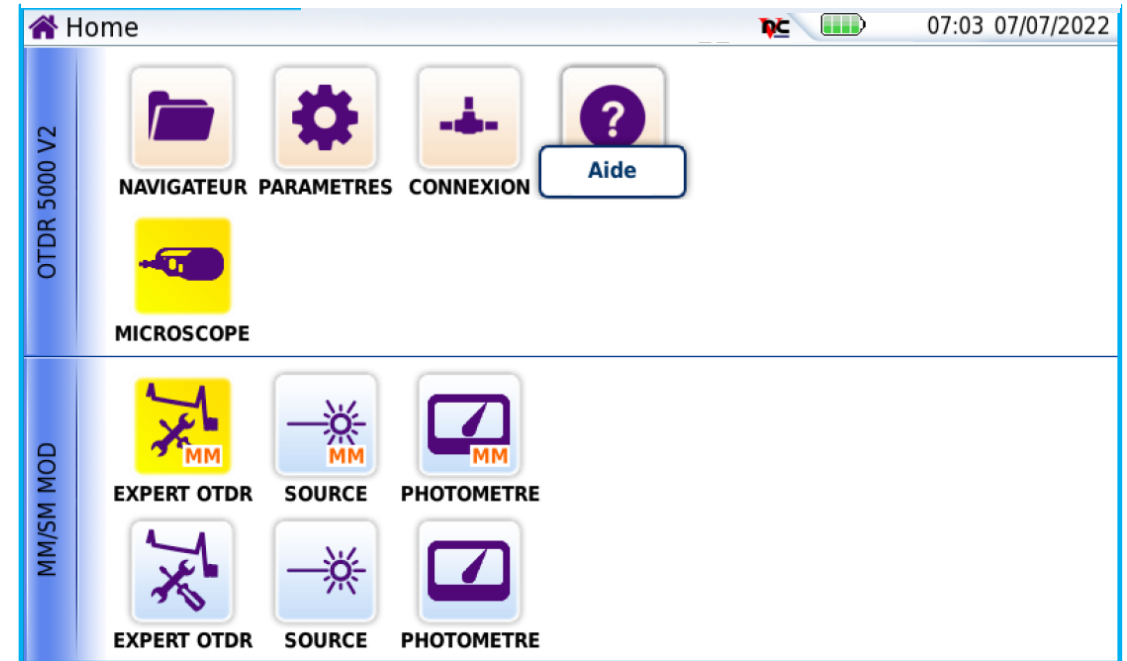 Home
07:03 07/07/2022
OTDR 5000 V2
NAVIGATEUR PARAMETRES CONNEXION
?
Aide
MICROSCOPE
MM/SM MOD
MM MM MM
EXPERT OTDR SOURCE PHOTOMETRE
EXPERT OTDR SOURCE PHOTOMETRE